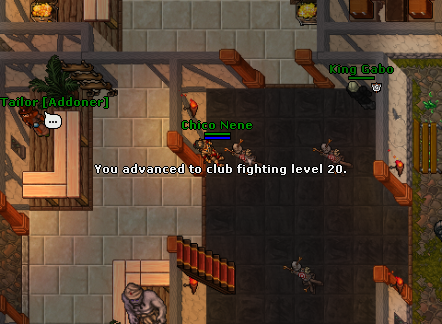 King Gabo
Tailor [Addoner]
Chico Nene
You advanced to club fighting level 20.